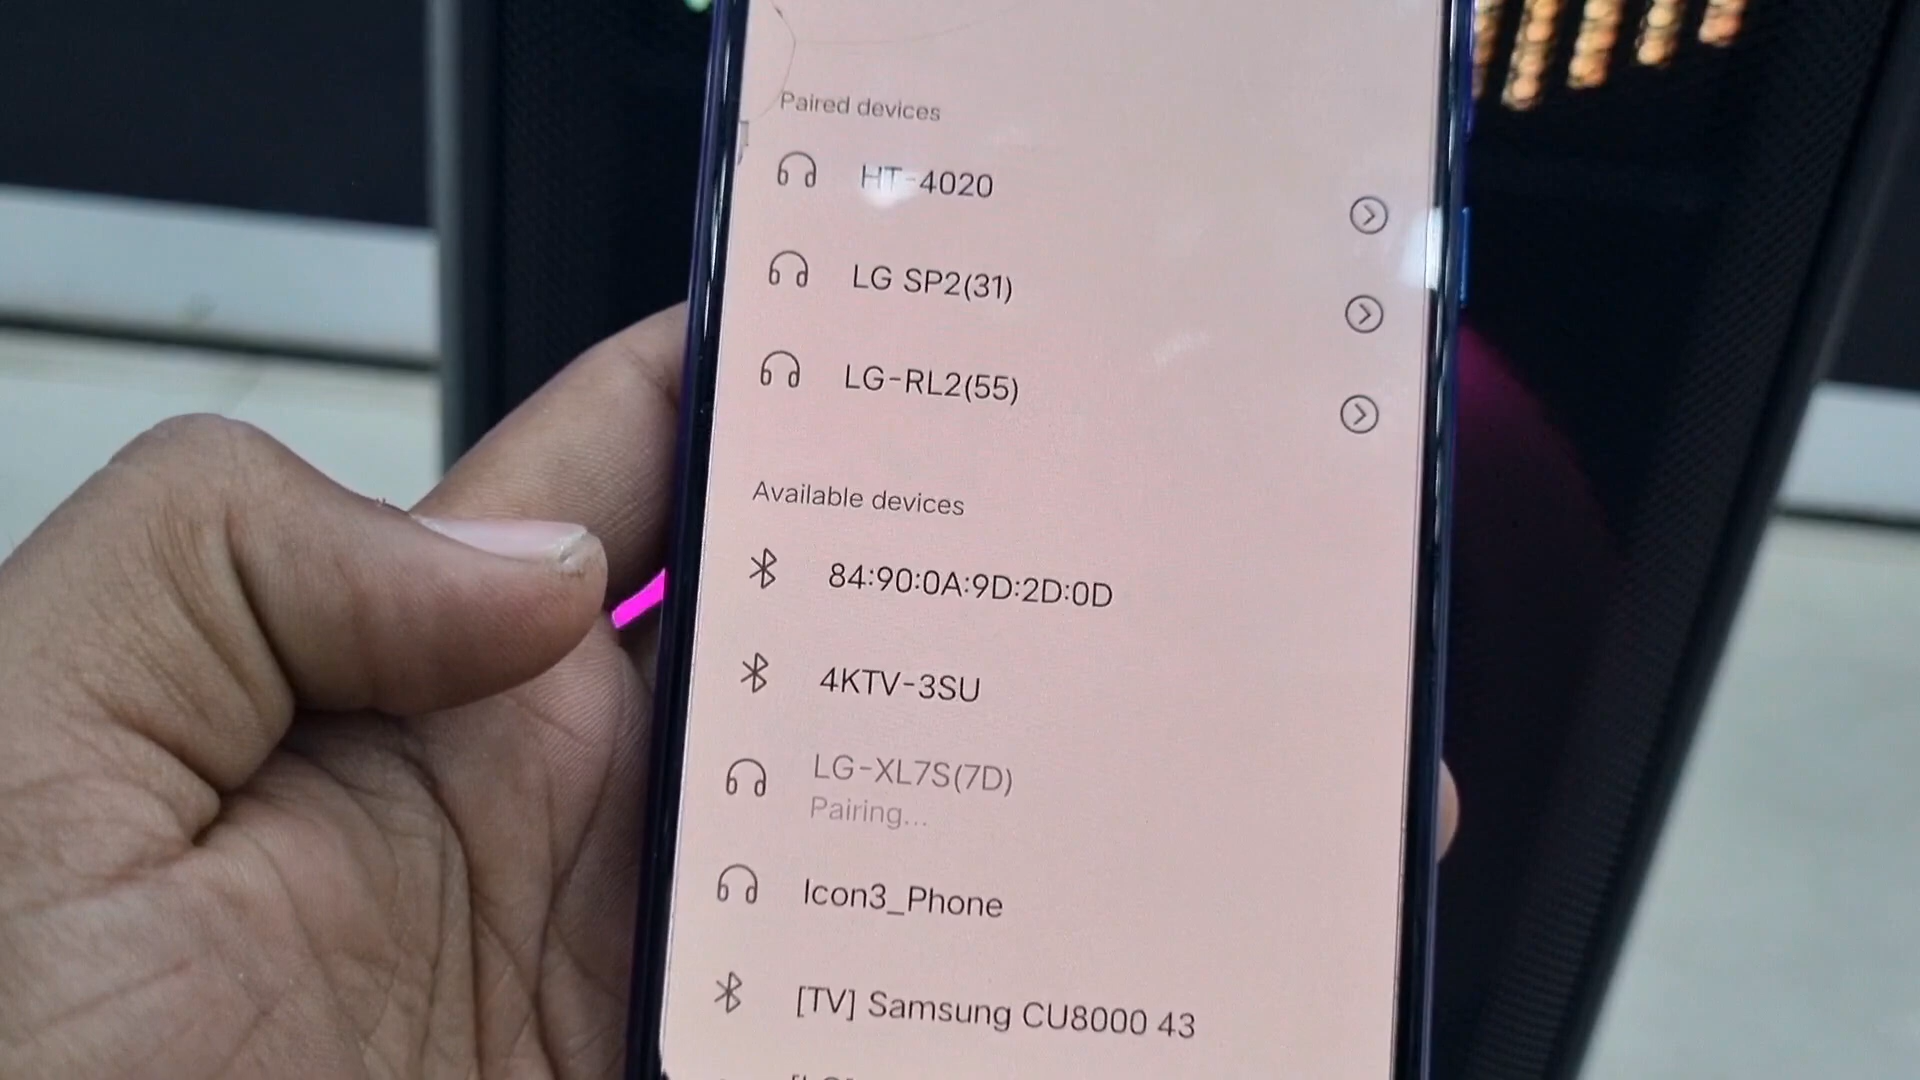 Paired devices
HT-4020
LG SP2(31)
LG-RL2(55)
Available devices
84:90:0A:9D:2D:0D
4KTV-3SU
LG-XL7S(7D)
Pairing...
Icon3_Phone
[TV] Samsung CU8000 43